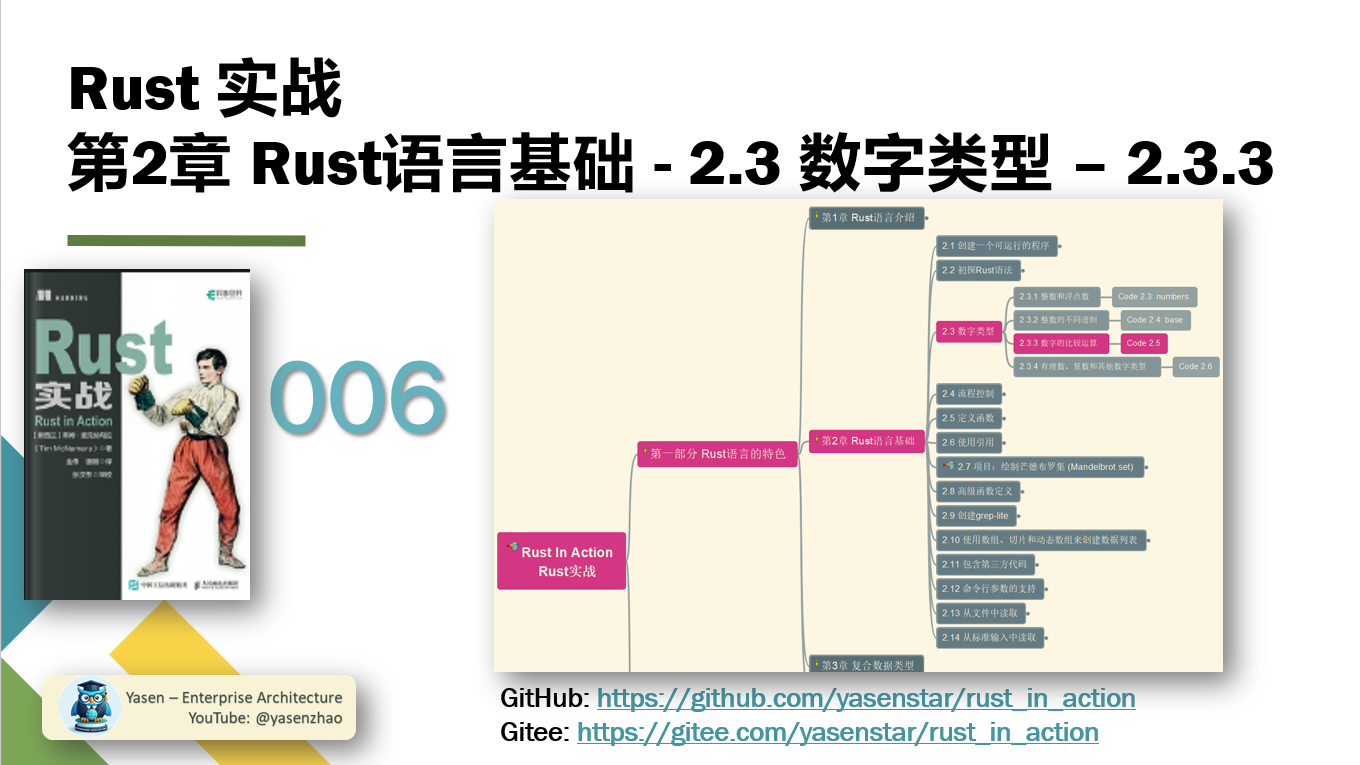 Rust 实战
第2章 Rust语言基础 - 2.3 数字类型 – 2.3.3
MANNING
异步图书
Rust
实战
Rust in Action
006
第1章 Rust语言介绍
2.1 创建一个可运行的程序
2.2 初探Rust语法
2.3.1 整数和浮点数
Code 2.3: numbers
2.3.2 整数的不同进制
Code 2.4: base
2.3 数字类型
2.3.3 数字的比较运算
Code 2.5
2.3.4 有理数、复数和其他数字类型
Code 2.6
2.4 流程控制
2.5 定义函数
第2章 Rust语言基础
2.6 使用引用
第一部分 Rust语言的特色
2.7 项目：绘制芒德布罗集 (Mandelbrot set)
2.8 高级函数定义
2.9 创建grep-lite
2.10 使用数组、切片和动态数组来创建数据列表
Rust In Action
Rust实战
2.11 包含第三方代码
2.12 命令行参数的支持
2.13 从文件中读取
2.14 从标准输入中读取
第3章 复合数据类型
Yasen – Enterprise Architecture
YouTube: @yasenzhao
GitHub: https://github.com/yasenstar/rust_in_action
Gitee: https://gitee.com/yasenstar/rust_in_action